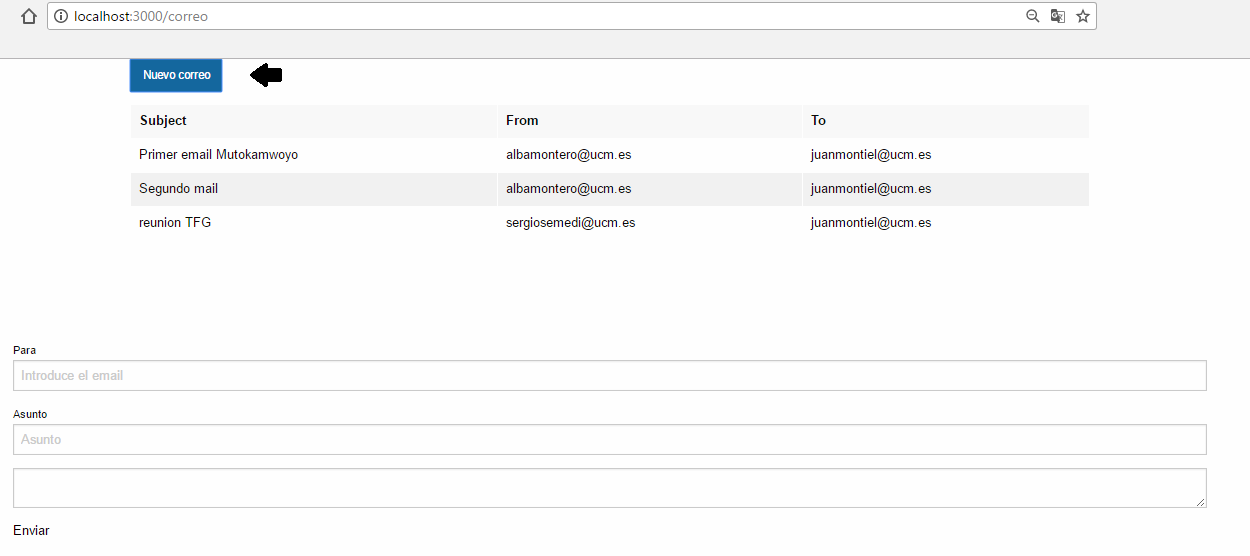 localhost:3000/correo
Nuevo correo
Subject From To
Primer email Mutokamwoyo albamontero@ucm.es juanmontiel@ucm.es
Segundo mail albamontero@ucm.es juanmontiel@ucm.es
reunion TFG sergiosemedi@ucm.es juanmontiel@ucm.es
Para
Introduce el email
Asunto
Asunto
Enviar